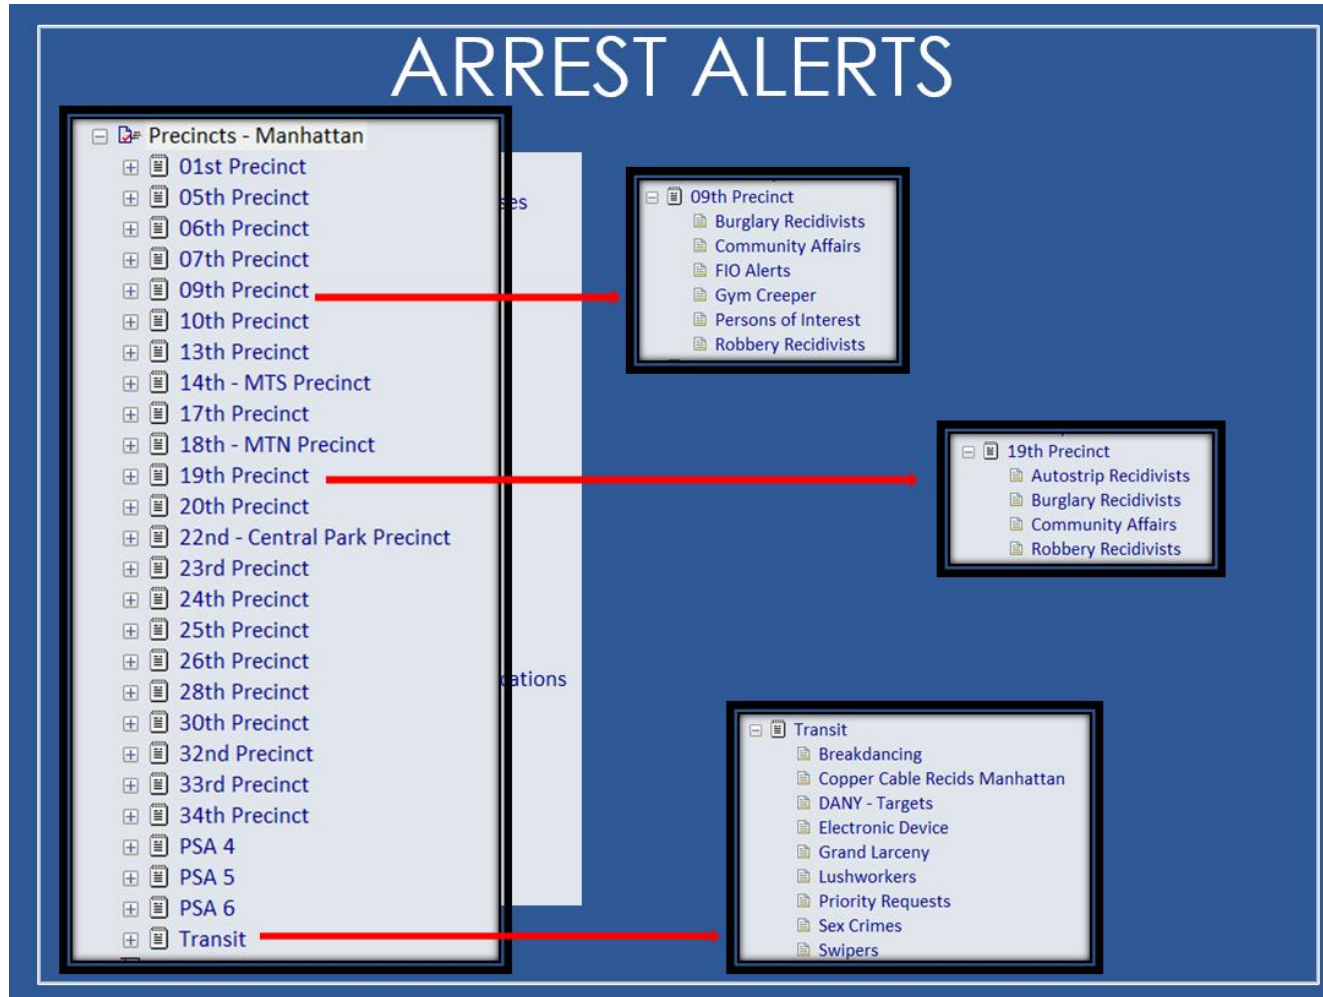 ARREST ALERTS
Precincts - Manhattan
01st Precinct
05th Precinct
06th Precinct
07th Precinct
09th Precinct
10th Precinct
13th Precinct
14th - MTS Precinct
17th Precinct
18th - MTN Precinct
19th Precinct
20th Precinct
22nd - Central Park Precinct
23rd Precinct
24th Precinct
25th Precinct
26th Precinct
28th Precinct
30th Precinct
32nd Precinct
33rd Precinct
34th Precinct
PSA 4
PSA 5
PSA 6
Transit
09th Precinct
Burglary Recidivists
Community Affairs
FIO Alerts
Gym Creeper
Persons of Interest
Robbery Recidivists
19th Precinct
Autostrip Recidivists
Burglary Recidivists
Community Affairs
Robbery Recidivists
Transit
Breakdancing
Copper Cable Recids Manhattan
DANY - Targets
Electronic Device
Grand Larceny
Lushworkers
Priority Requests
Sex Crimes
Swipers